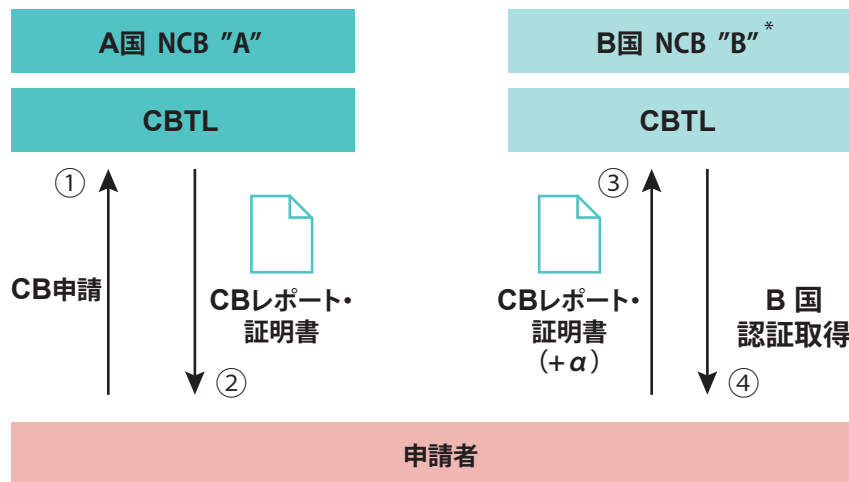 A国 NCB ”A”
B国 NCB ”B”*
CBTL
CBTL
①
③
CB申請
CBレポート・
証明書
CBレポート・
証明書
（+α）
B 国
認証取得
②
④
申請者